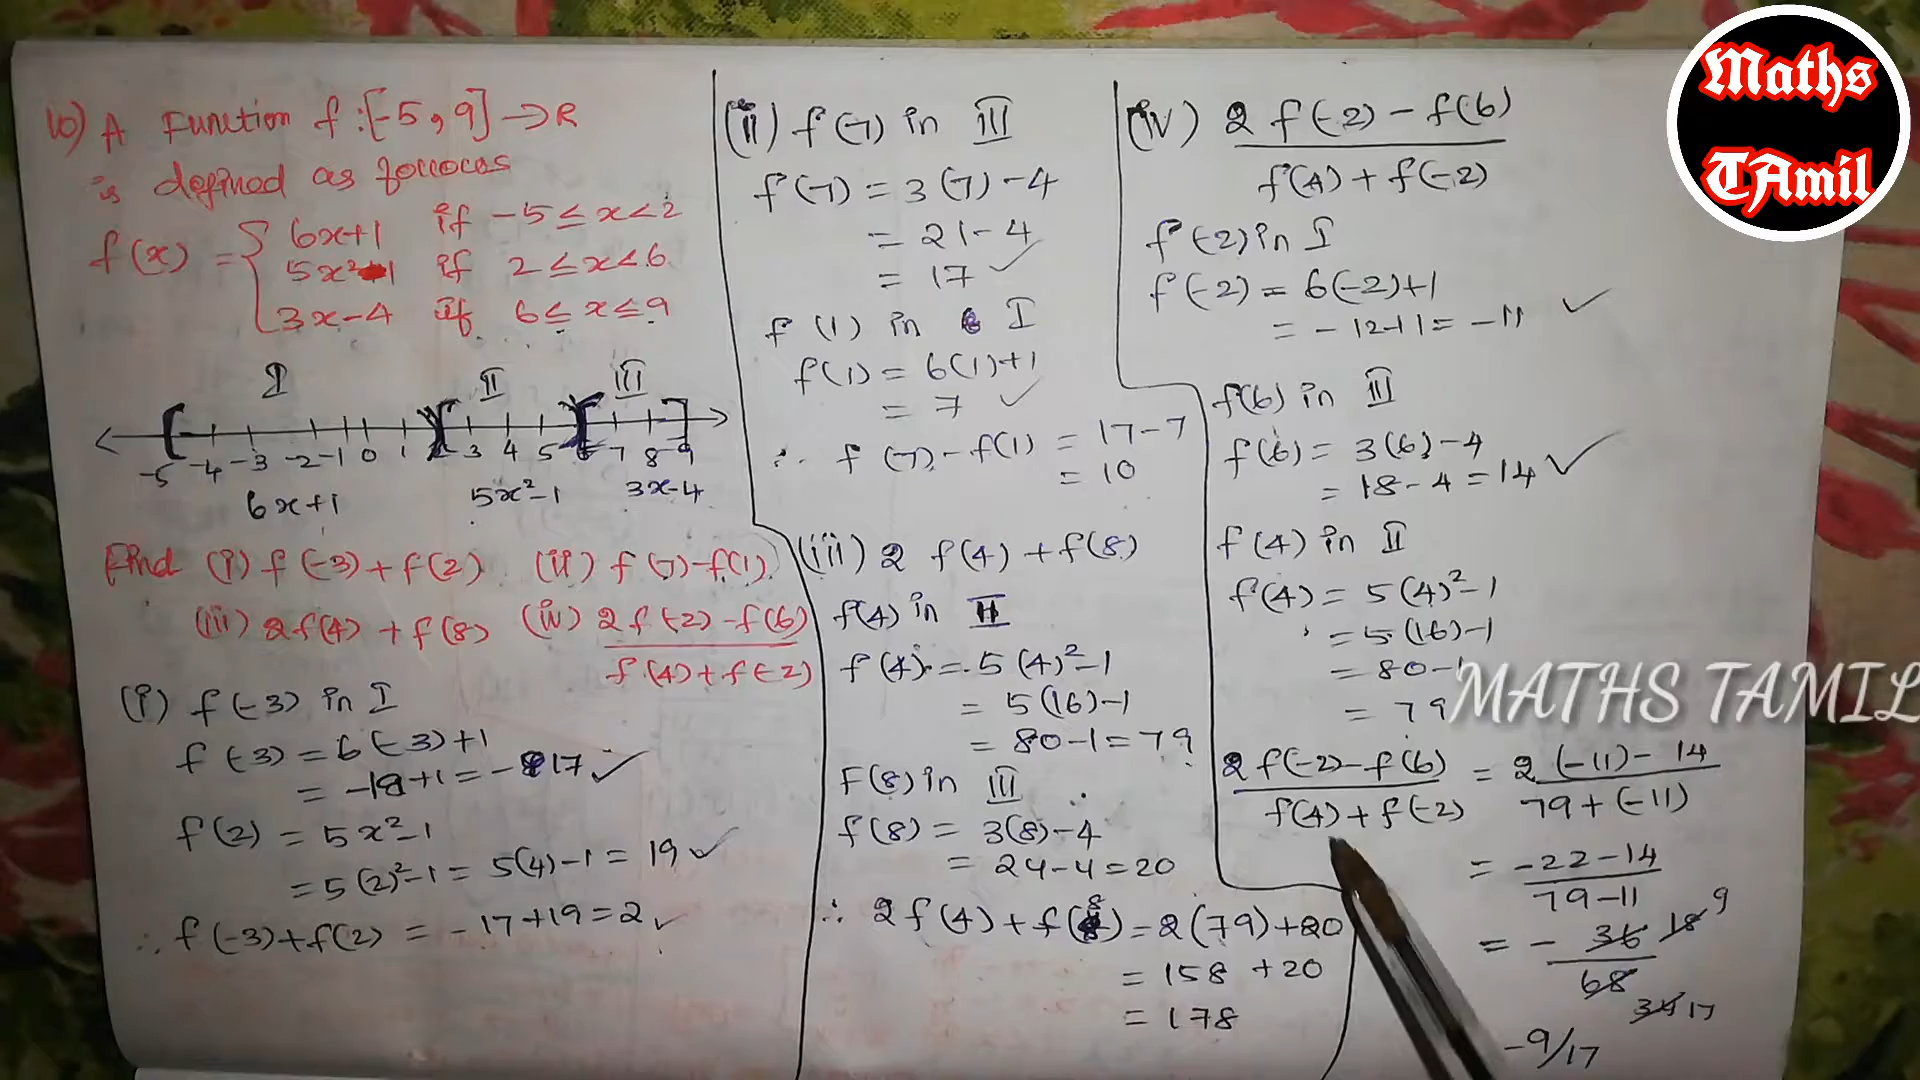 10) A Function f:[-5,9]→R
is defined as follows
f(x) = { 6x+1 if -5≤x<2
5x²-1 if 2≤x<6
3x-4 if 6≤x≤9
I II III
-5 -4 -3 -2 -1 0 1 2 3 4 5 6 7 8 9
6x+1 5x²-1 3x-4
Find (i) f(-3)+f(2) (ii) f(7)-f(1)
(iii) 2f(4)+f(8) (iv) 2f(-2)-f(6)
f(4)+f(-2)
(i) f(-3) in I
f(-3) = 6(-3)+1
= -18+1 = -17 ✓
f(2) = 5x²-1
= 5(2)²-1 = 5(4)-1 = 19 ✓
∴ f(-3)+f(2) = -17+19=2 ✓
(ii) f(7) in III
f(7) = 3(7)-4
= 21-4
= 17 ✓
f(1) in I
f(1) = 6(1)+1
= 7 ✓
∴ f(7)-f(1) = 17-7
= 10
(iii) 2 f(4)+f(8)
f(4) in II
f(4) = 5(4)²-1
= 5(16)-1
= 80-1=79
F(8) in III
f(8) = 3(8)-4
= 24-4=20
∴ 2f(4)+f(8)=2(79)+20
= 158+20
= 178
(iv) 2 f(-2)-f(6)
f(4)+f(-2)
f(-2) in I
f(-2) = 6(-2)+1
= -12+1= -11 ✓
f(6) in III
f(6) = 3(6)-4
= 18-4=14 ✓
f(4) in II
f(4) = 5(4)²-1
= 5(16)-1
= 80-1
= 79
2f(-2)-f(6) = 2(-11)-14
f(4)+f(-2) 79+(-11)
= -22-14
79-11
= - 36 18 9
68
34 17
-9/17
Maths
TAmil
MATHS TAMIL